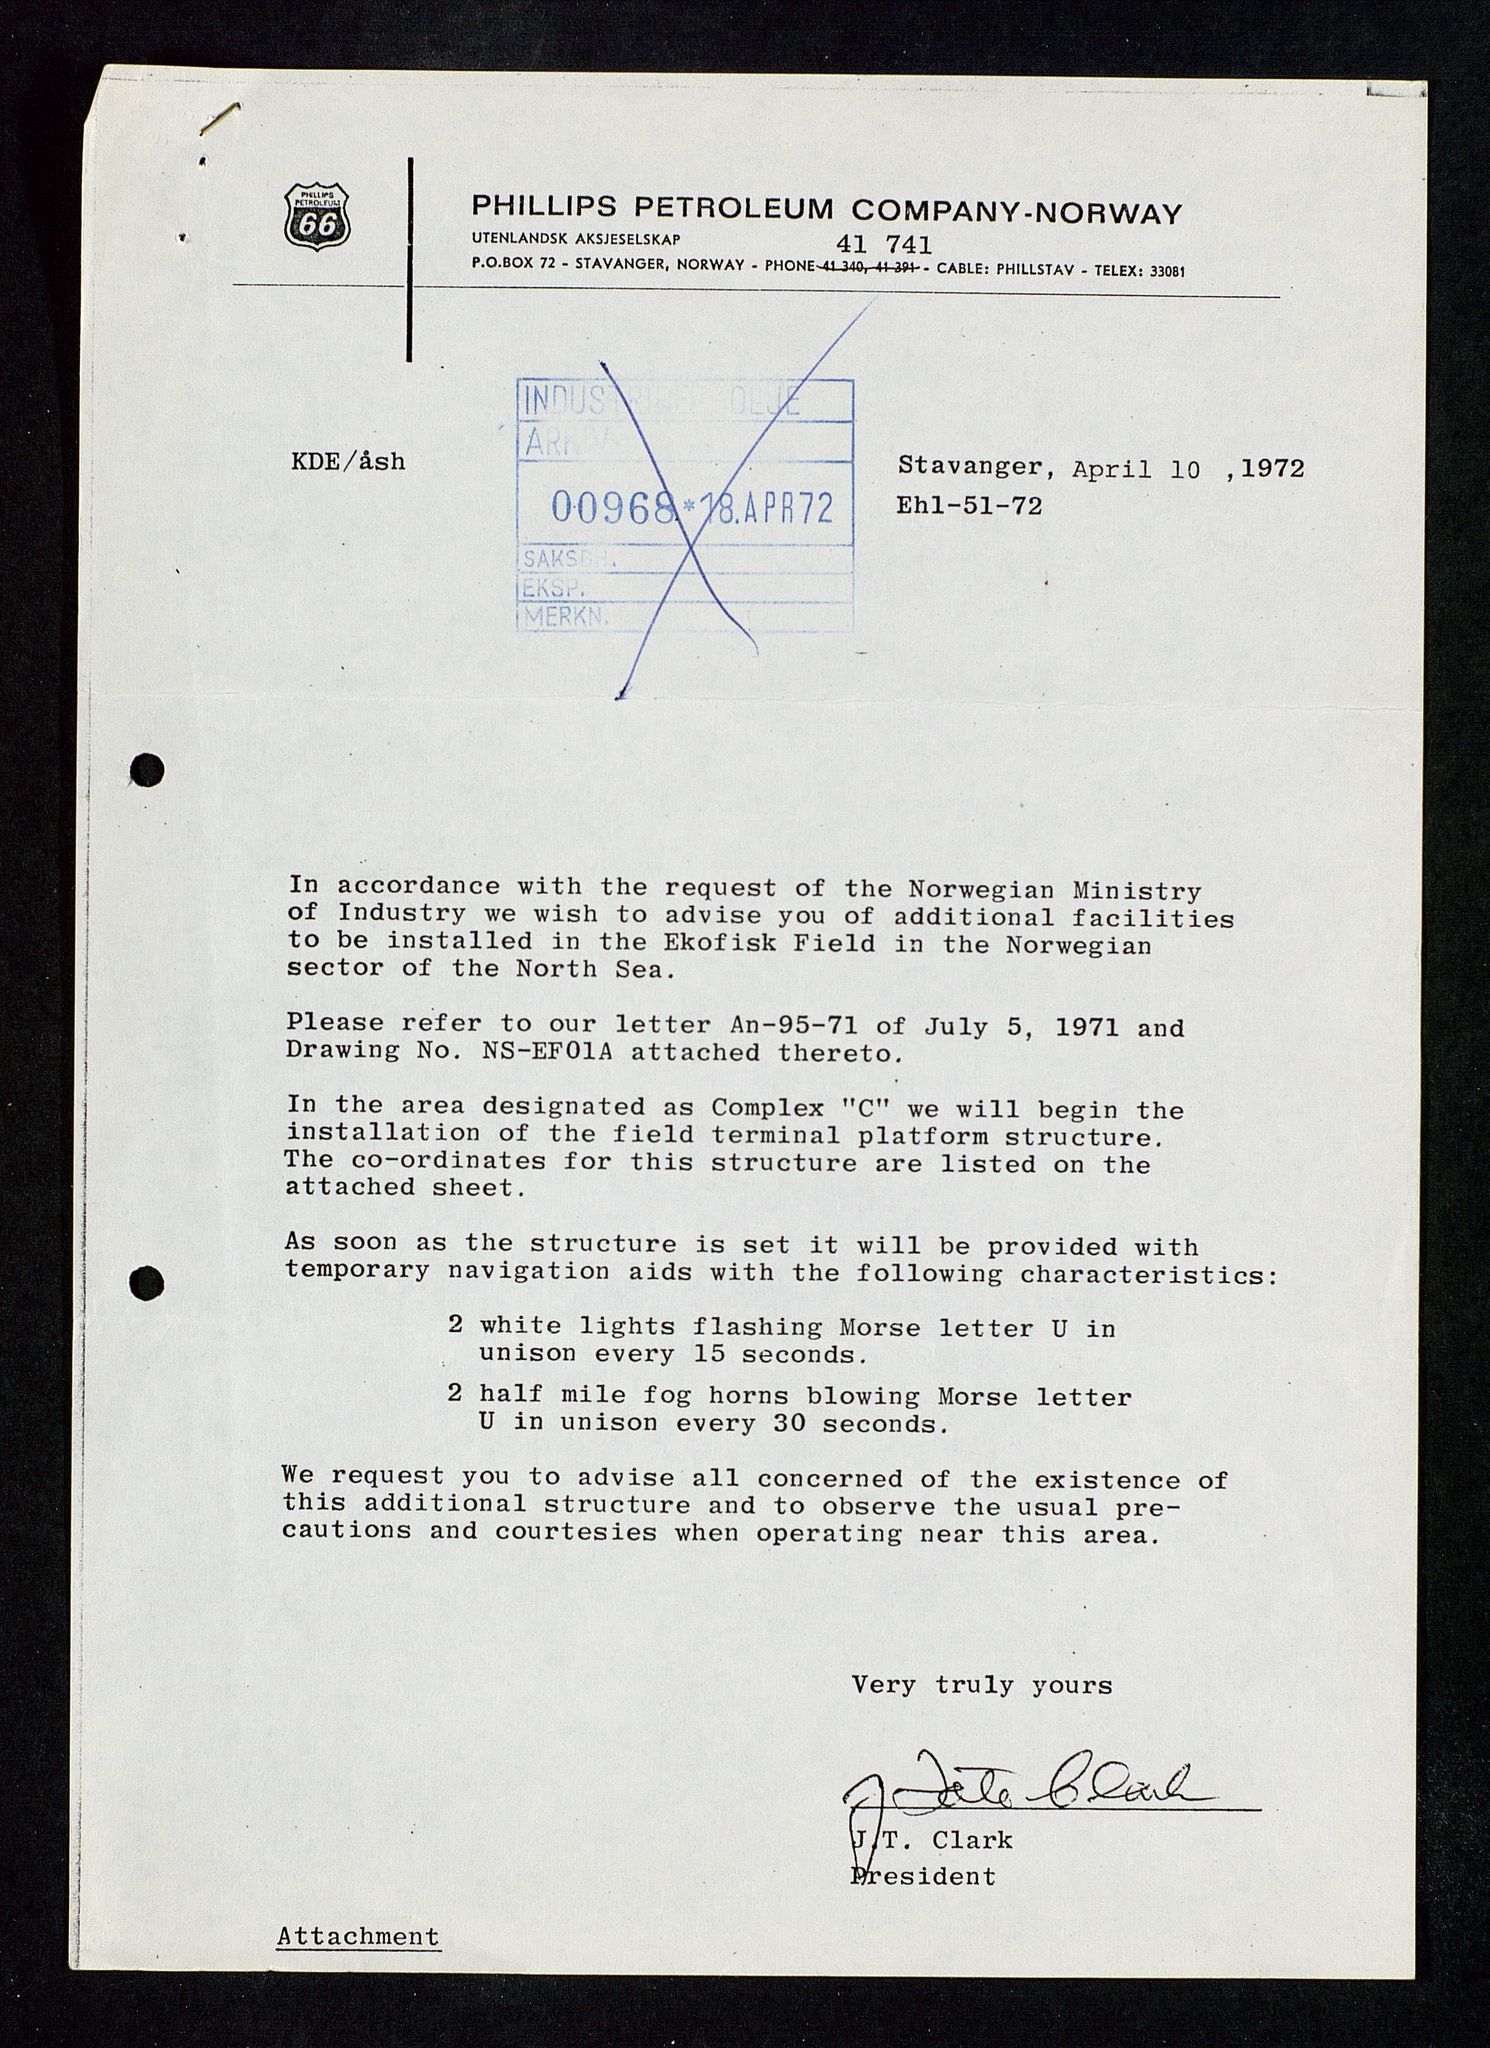 PHILLIPS
PETROLEUM
66
PHILLIPS PETROLEUM COMPANY-NORWAY
UTENLANDSK AKSJESELSKAP
41 741
P.O.BOX 72 - STAVANGER, NORWAY - PHONE 41 340, 41 391 - CABLE: PHILLSTAV - TELEX: 33081
OLJE
00968 * 18. APR 72
SAKSBH.
EKSP.
MERKN.
KDE/åsh
Stavanger, April 10 , 1972
Ehl-51-72
In accordance with the request of the Norwegian Ministry
of Industry we wish to advise you of additional facilities
to be installed in the Ekofisk Field in the Norwegian
sector of the North Sea.
Please refer to our letter An-95-71 of July 5, 1971 and
Drawing No. NS-EF01A attached thereto.
In the area designated as Complex "C" we will begin the
installation of the field terminal platform structure.
The co-ordinates for this structure are listed on the
attached sheet.
As soon as the structure is set it will be provided with
temporary navigation aids with the following characteristics:
2 white lights flashing Morse letter U in
unison every 15 seconds.
2 half mile fog horns blowing Morse letter
U in unison every 30 seconds.
We request you to advise all concerned of the existence of
this additional structure and to observe the usual pre-
cautions and courtesies when operating near this area.
Very truly yours
J Tate Clark
J.T. Clark
President
Attachment